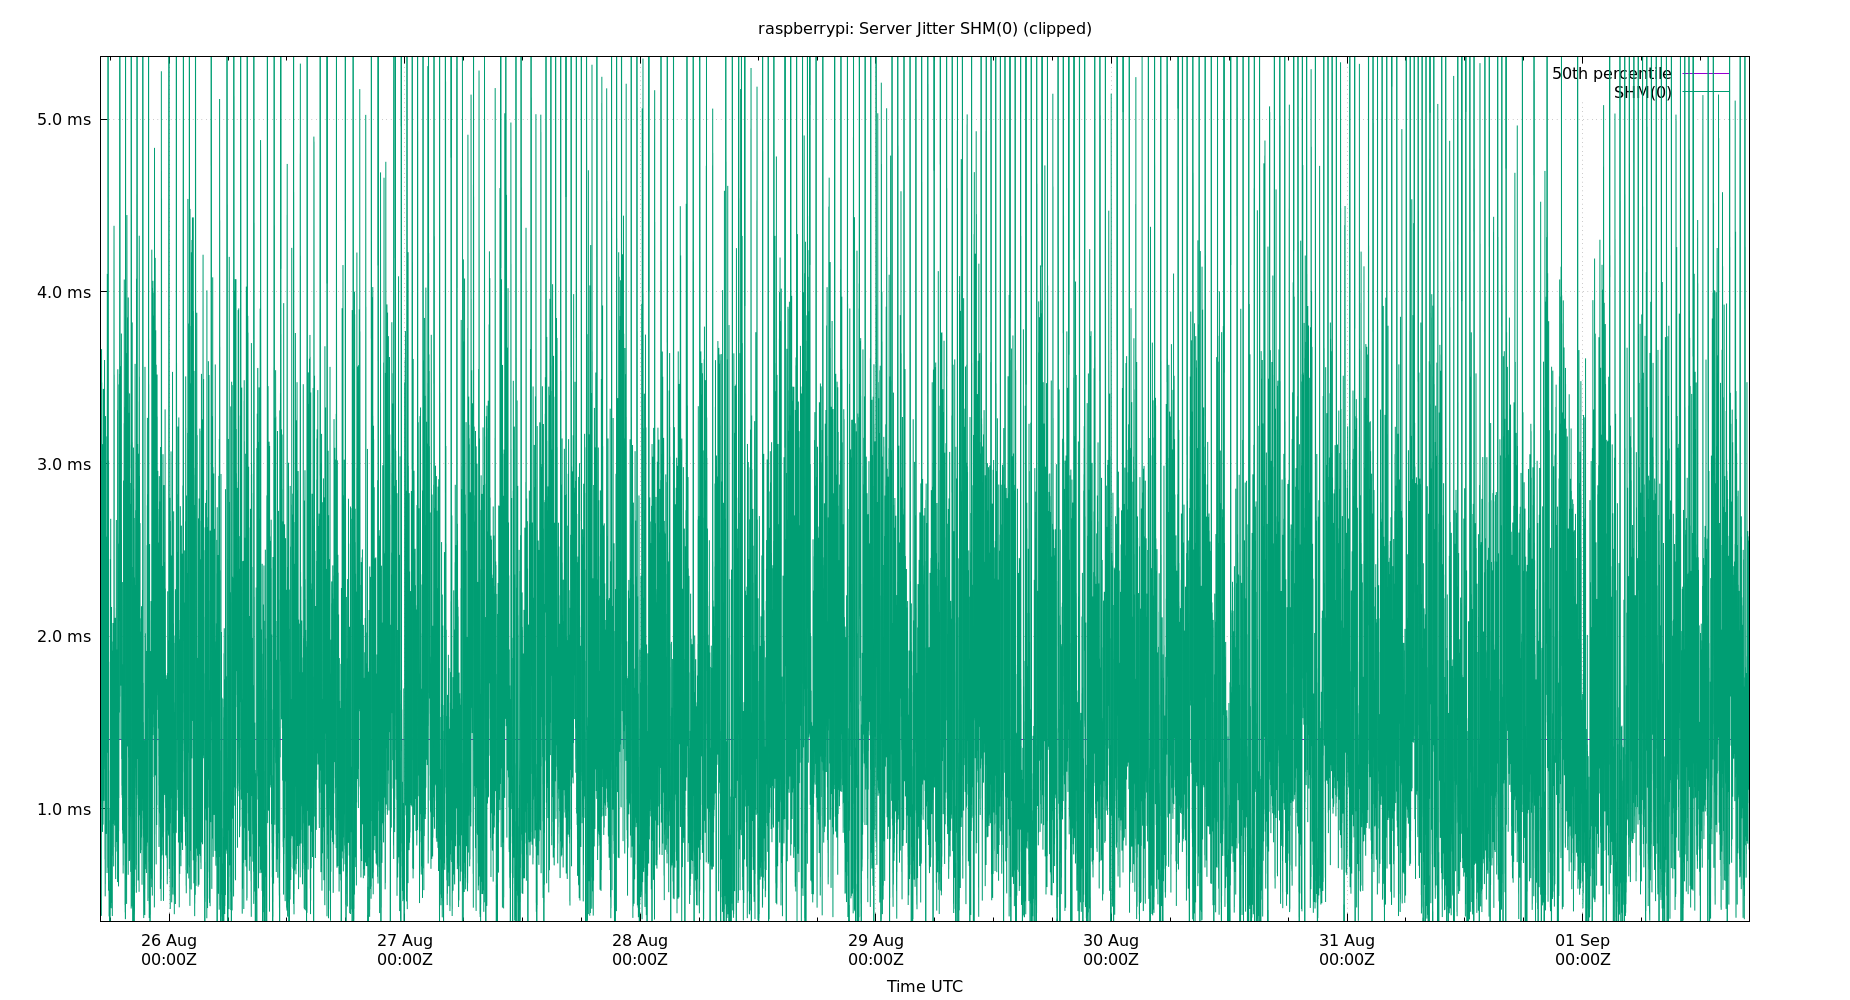 raspberrypi: Server Jitter SHM(0) (clipped)
50th percentile
SHM(0)
5.0 ms
4.0 ms
3.0 ms
2.0 ms
1.0 ms
26 Aug 27 Aug 28 Aug 29 Aug 30 Aug 31 Aug 01 Sep
00:00Z 00:00Z 00:00Z 00:00Z 00:00Z 00:00Z 00:00Z
Time UTC